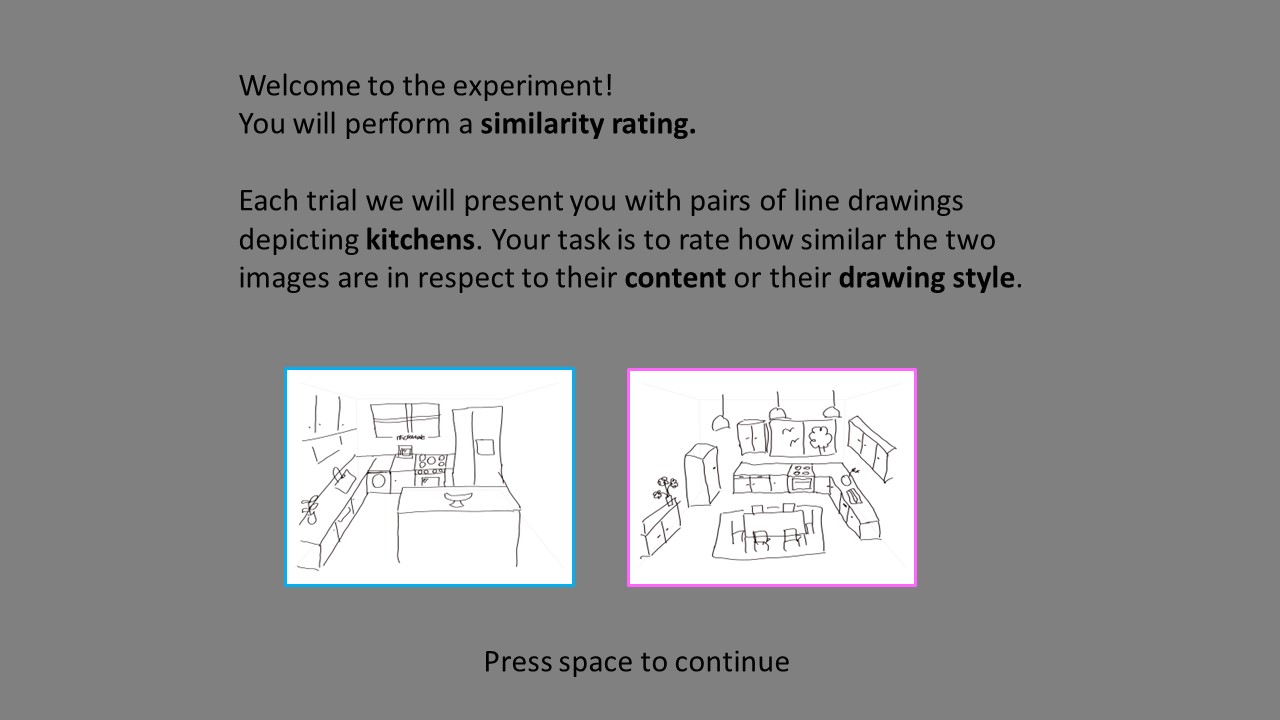 Welcome to the experiment!
You will perform a similarity rating.
Each trial we will present you with pairs of line drawings
depicting kitchens. Your task is to rate how similar the two
images are in respect to their content or their drawing style.
Press space to continue